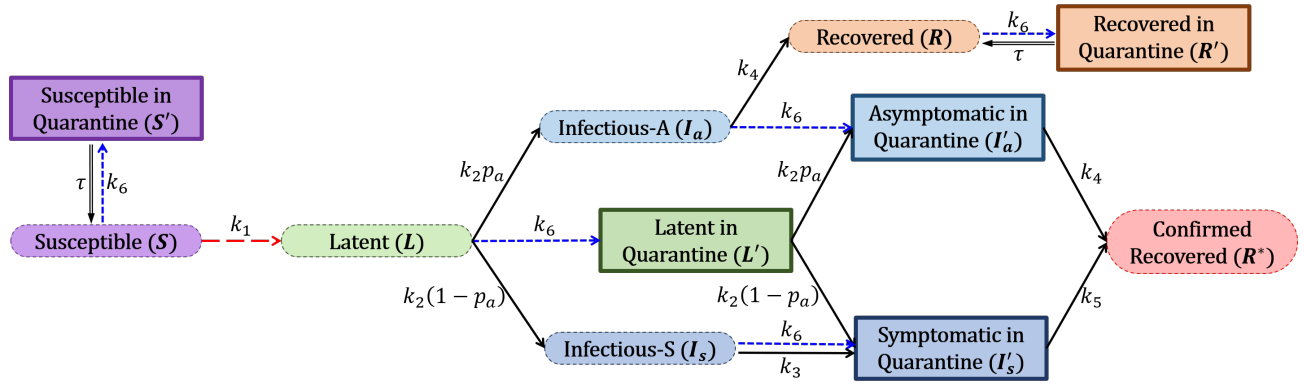 Recovered (R)
k₆
τ
Recovered in
Quarantine (R′)
Susceptible in
Quarantine (S′)
τ
k₆
Susceptible (S)
k₁
Latent (L)
k₂pₐ
k₆
k₂(1 − pₐ)
Infectious-A (Iₐ)
k₄
k₆
Asymptomatic in
Quarantine (I′ₐ)
k₂pₐ
Latent in
Quarantine (L′)
k₂(1 − pₐ)
Infectious-S (Iₛ)
k₆
k₃
Symptomatic in
Quarantine (I′ₛ)
k₄
k₅
Confirmed
Recovered (R*)